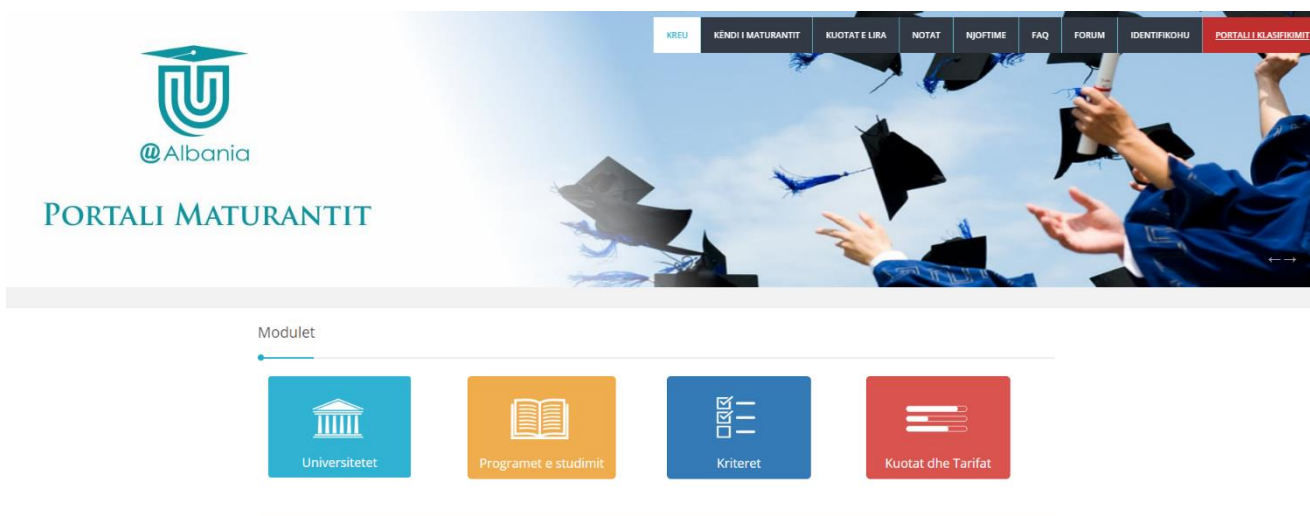 KREU
KËNDI I MATURANTIT
KUOTAT E LIRA
NOTAT
NJOFTIME
FAQ
FORUM
IDENTIFIKOHU
PORTALI I KLASIFIKIMIT
@Albania
PORTALI MATURANTIT
Modulet
Universitetet
Programet e studimit
Kriteret
Kuotat dhe Tarifat